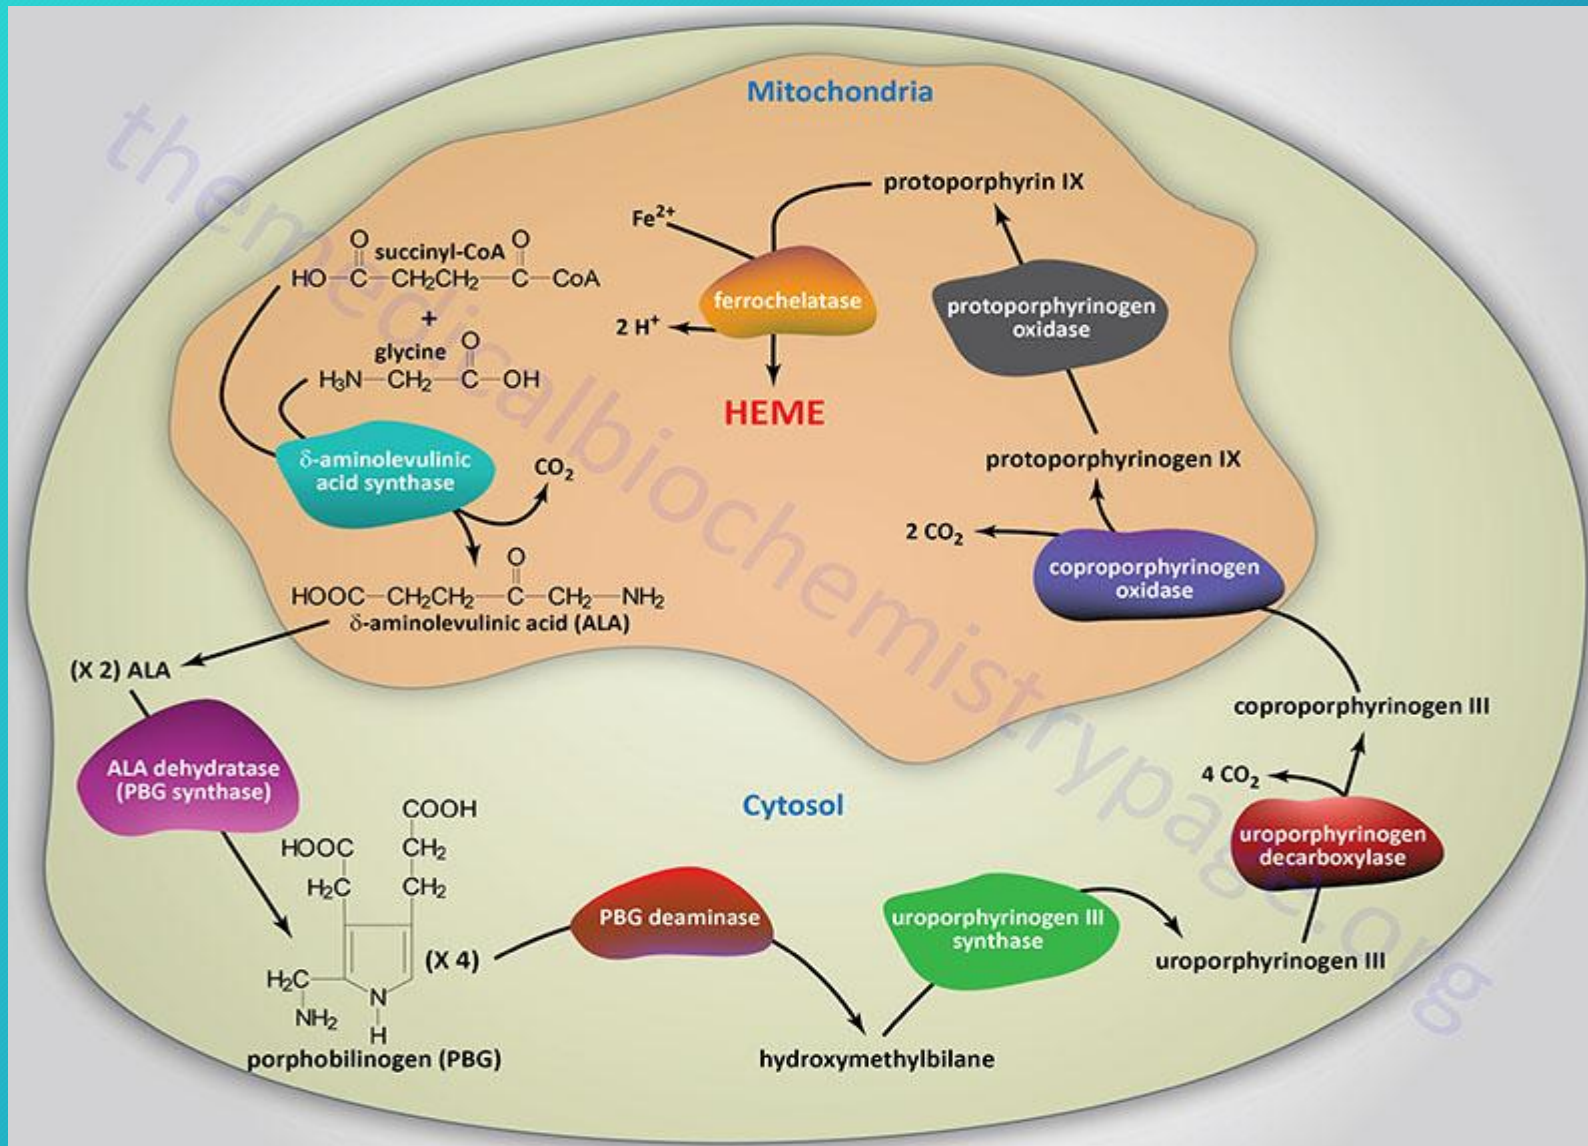 Mitochondria
protoporphyrin IX
Fe²⁺
ferrochelatase
2 H⁺
HEME
protoporphyrinogen
oxidase
protoporphyrinogen IX
2 CO₂
coproporphyrinogen
oxidase
O O
succinyl-CoA
HO C CH₂CH₂ C CoA
+
glycine O
H₃N CH₂ C OH
δ-aminolevulinic
acid synthase
CO₂
O
HOOC CH₂CH₂ C CH₂ NH₂
δ-aminolevulinic acid (ALA)
(X 2) ALA
ALA dehydratase
(PBG synthase)
Cytosol
COOH
HOOC CH₂
H₂C CH₂
(X 4)
H₂C
N
NH₂
H
porphobilinogen (PBG)
PBG deaminase
hydroxymethylbilane
uroporphyrinogen III
synthase
uroporphyrinogen III
uroporphyrinogen
decarboxylase
4 CO₂
coproporphyrinogen III
themedicalbiochemistrypage.org